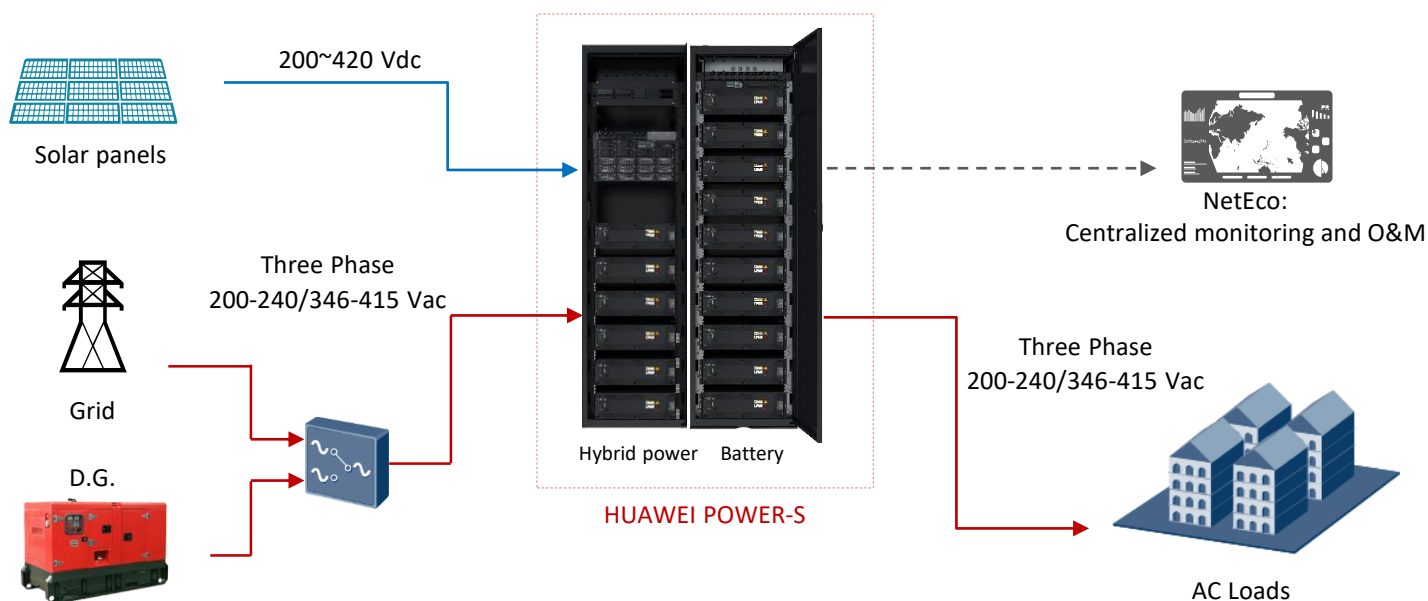 200~420 Vdc
Solar panels
NetEco:
Centralized monitoring and O&M
Three Phase
200-240/346-415 Vac
Three Phase
200-240/346-415 Vac
Grid
Hybrid power
Battery
D.G.
HUAWEI POWER-S
AC Loads